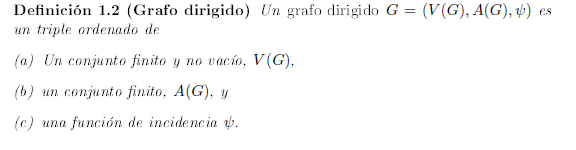 Definición 1.2 (Grafo dirigido) Un grafo dirigido G = (V(G), A(G), ψ) es
un triple ordenado de
(a) Un conjunto finito y no vacío, V(G),
(b) un conjunto finito, A(G), y
(c) una función de incidencia ψ.